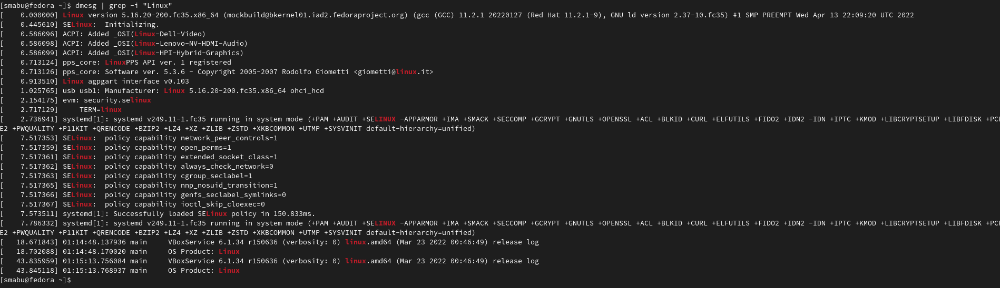 [smabu@fedora ~]$ dmesg | grep -i "Linux"
[    0.000000] Linux version 5.16.20-200.fc35.x86_64 (mockbuild@bkernel01.iad2.fedoraproject.org) (gcc (GCC) 11.2.1 20220127 (Red Hat 11.2.1-9), GNU ld version 2.37-10.fc35) #1 SMP PREEMPT Wed Apr 13 22:09:20 UTC 2022
[    0.445610] SELinux:  Initializing.
[    0.586096] ACPI: Added _OSI(Linux-Dell-Video)
[    0.586098] ACPI: Added _OSI(Linux-Lenovo-NV-HDMI-Audio)
[    0.586099] ACPI: Added _OSI(Linux-HPI-Hybrid-Graphics)
[    0.713124] pps_core: LinuxPPS API ver. 1 registered
[    0.713126] pps_core: Software ver. 5.3.6 - Copyright 2005-2007 Rodolfo Giometti <giometti@linux.it>
[    0.913510] Linux agpgart interface v0.103
[    1.025765] usb usb1: Manufacturer: Linux 5.16.20-200.fc35.x86_64 ohci_hcd
[    2.154175] evm: security.selinux
[    2.717129]     TERM=linux
[    2.736941] systemd[1]: systemd v249.11-1.fc35 running in system mode (+PAM +AUDIT +SELINUX -APPARMOR +IMA +SMACK +SECCOMP +GCRYPT +GNUTLS +OPENSSL +ACL +BLKID +CURL +ELFUTILS +FIDO2 +IDN2 -IDN +IPTC +KMOD +LIBCRYPTSETUP +LIBFDISK +PCR
E2 +PWQUALITY +P11KIT +QRENCODE +BZIP2 +LZ4 +XZ +ZLIB +ZSTD +XKBCOMMON +UTMP +SYSVINIT default-hierarchy=unified)
[    7.517353] SELinux:  policy capability network_peer_controls=1
[    7.517359] SELinux:  policy capability open_perms=1
[    7.517361] SELinux:  policy capability extended_socket_class=1
[    7.517362] SELinux:  policy capability always_check_network=0
[    7.517363] SELinux:  policy capability cgroup_seclabel=1
[    7.517365] SELinux:  policy capability nnp_nosuid_transition=1
[    7.517366] SELinux:  policy capability genfs_seclabel_symlinks=0
[    7.517367] SELinux:  policy capability ioctl_skip_cloexec=0
[    7.573511] systemd[1]: Successfully loaded SELinux policy in 150.833ms.
[    7.786332] systemd[1]: systemd v249.11-1.fc35 running in system mode (+PAM +AUDIT +SELINUX -APPARMOR +IMA +SMACK +SECCOMP +GCRYPT +GNUTLS +OPENSSL +ACL +BLKID +CURL +ELFUTILS +FIDO2 +IDN2 -IDN +IPTC +KMOD +LIBCRYPTSETUP +LIBFDISK +PCR
E2 +PWQUALITY +P11KIT +QRENCODE +BZIP2 +LZ4 +XZ +ZLIB +ZSTD +XKBCOMMON +UTMP +SYSVINIT default-hierarchy=unified)
[   18.671843] 01:14:48.137936 main     VBoxService 6.1.34 r150636 (verbosity: 0) linux.amd64 (Mar 23 2022 00:46:49) release log
[   18.702088] 01:14:48.170020 main     OS Product: Linux
[   43.835959] 01:15:13.756084 main     VBoxService 6.1.34 r150636 (verbosity: 0) linux.amd64 (Mar 23 2022 00:46:49) release log
[   43.845118] 01:15:13.768937 main     OS Product: Linux
[smabu@fedora ~]$